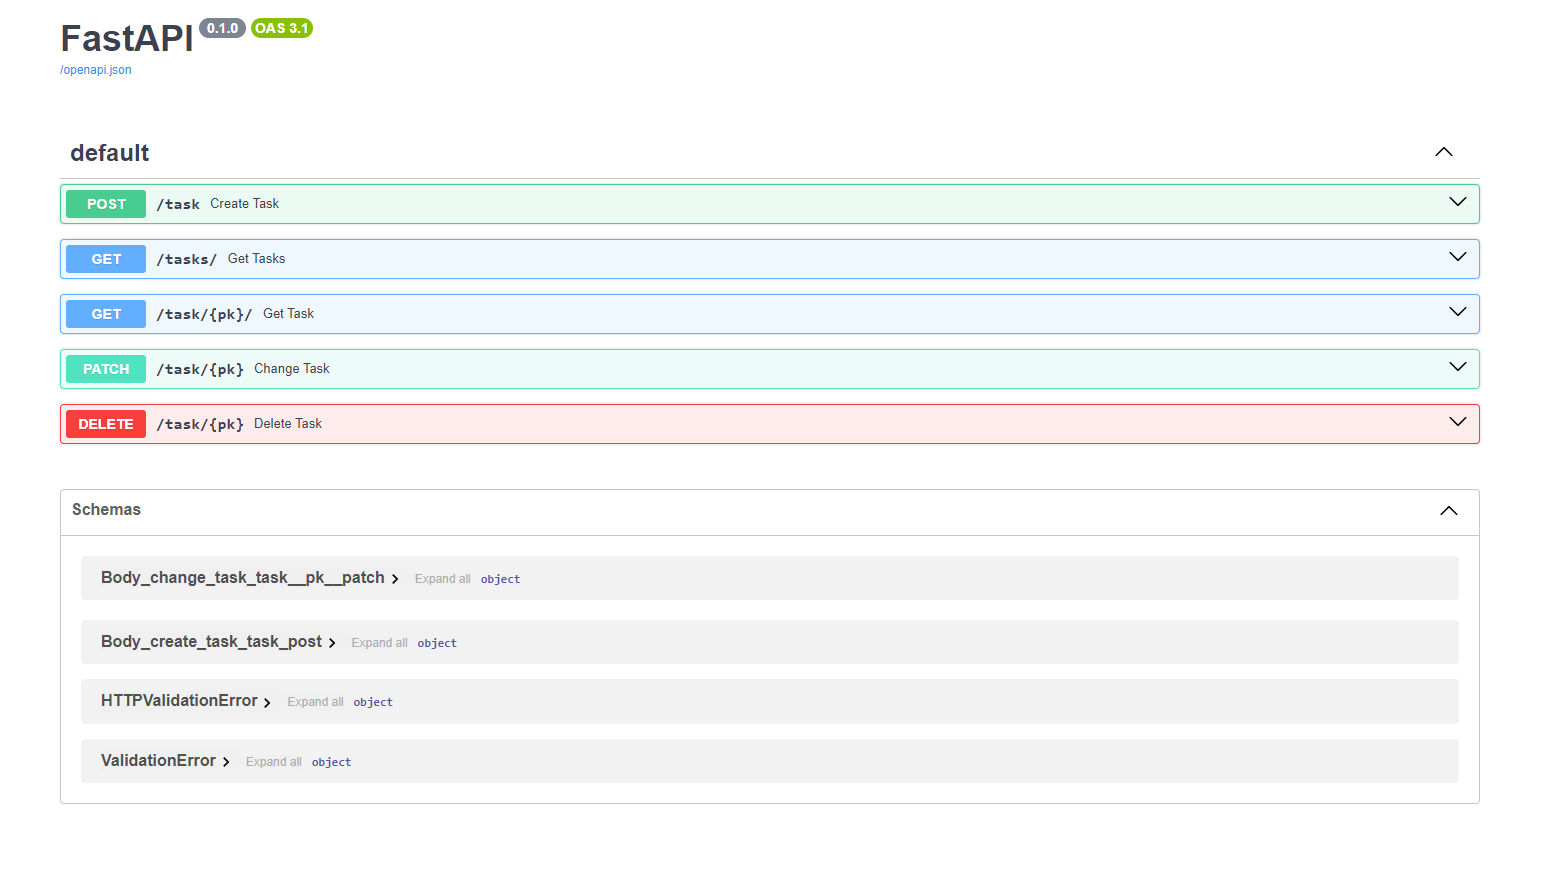 FastAPI 0.1.0 OAS 3.1
/openapi.json
default
POST /task Create Task
GET /tasks/ Get Tasks
GET /task/{pk}/ Get Task
PATCH /task/{pk} Change Task
DELETE /task/{pk} Delete Task
Schemas
Body_change_task_task__pk__patch Expand all object
Body_create_task_task_post Expand all object
HTTPValidationError Expand all object
ValidationError Expand all object